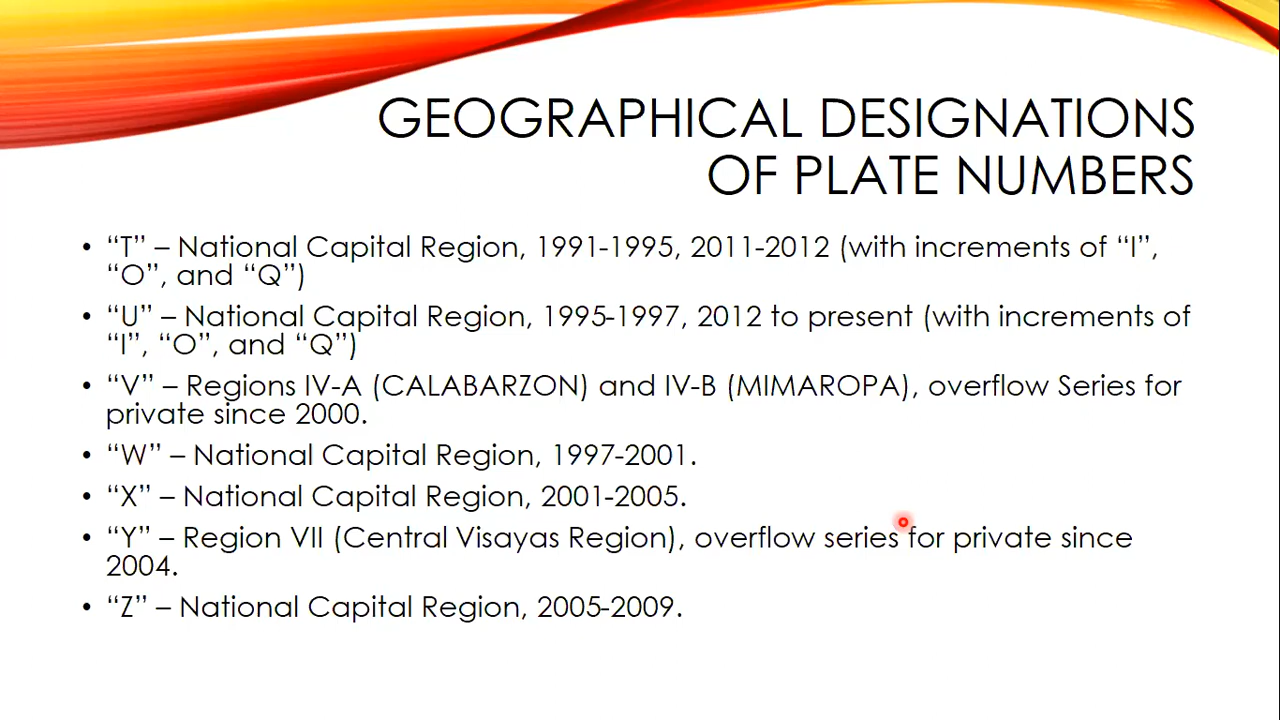 GEOGRAPHICAL DESIGNATIONS
OF PLATE NUMBERS
• “T” – National Capital Region, 1991-1995, 2011-2012 (with increments of “I”,
“O”, and “Q”)
• “U” – National Capital Region, 1995-1997, 2012 to present (with increments of
“I”, “O”, and “Q”)
• “V” – Regions IV-A (CALABARZON) and IV-B (MIMAROPA), overflow Series for
private since 2000.
• “W” – National Capital Region, 1997-2001.
• “X” – National Capital Region, 2001-2005.
• “Y” – Region VII (Central Visayas Region), overflow series for private since
2004.
• “Z” – National Capital Region, 2005-2009.